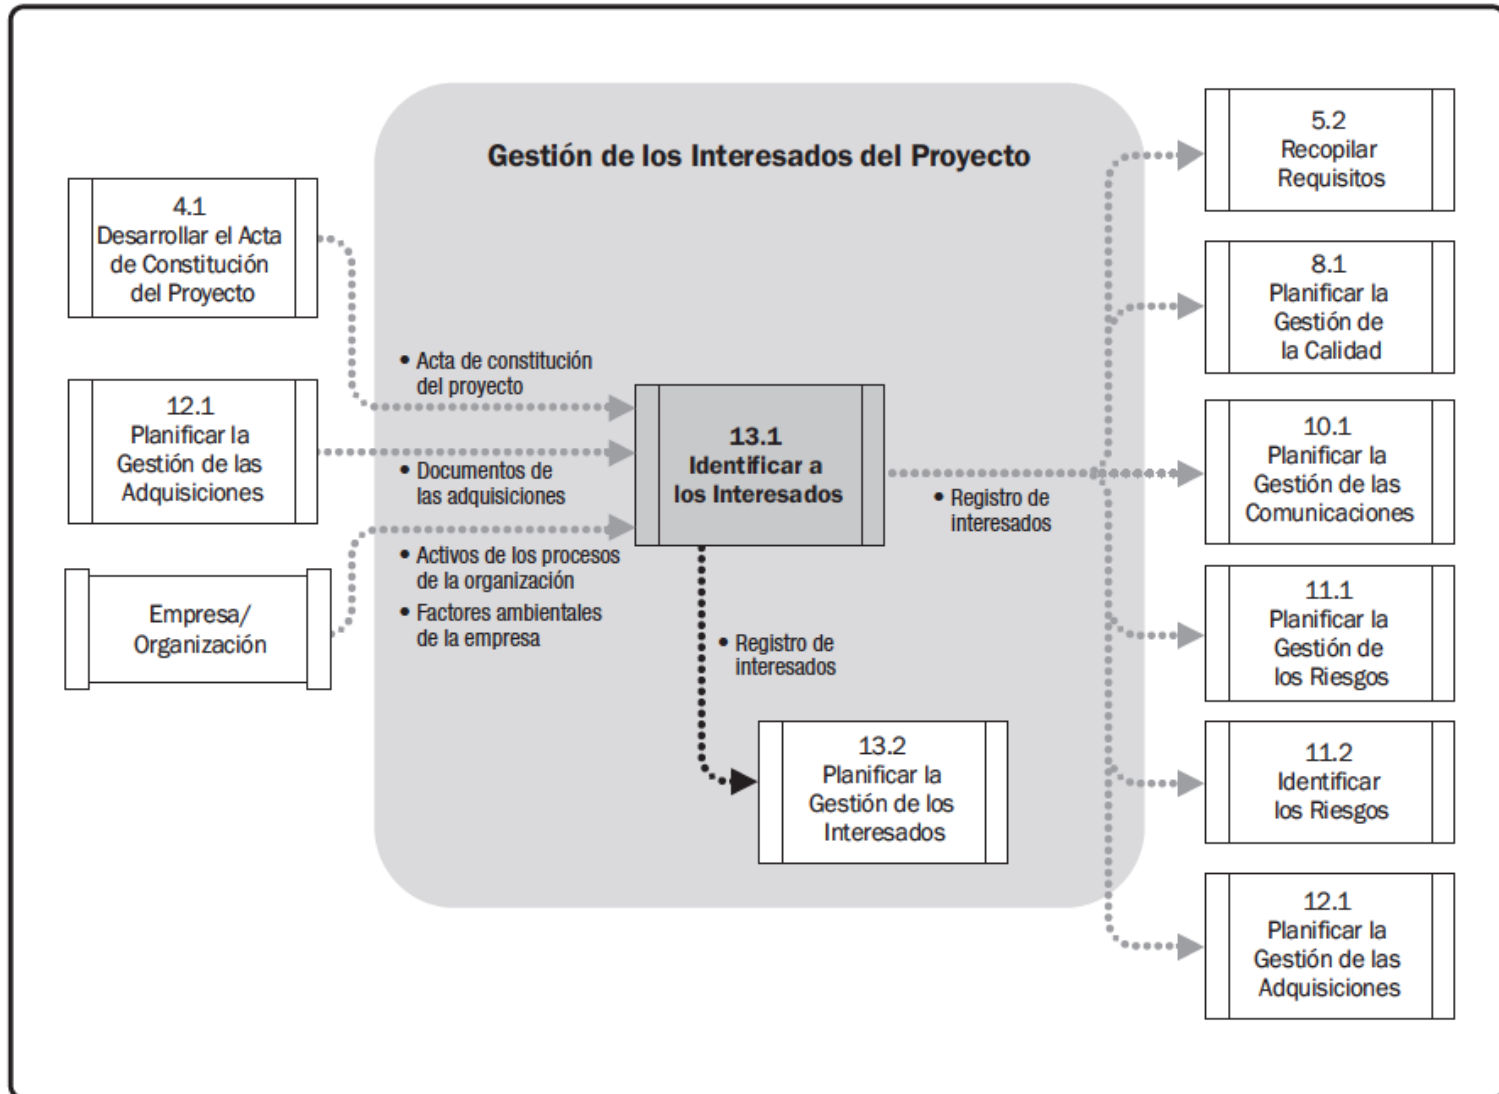 Gestión de los Interesados del Proyecto
4.1
Desarrollar el Acta
de Constitución
del Proyecto
12.1
Planificar la
Gestión de las
Adquisiciones
Empresa/
Organización
• Acta de constitución
del proyecto
• Documentos de
las adquisiciones
• Activos de los procesos
de la organización
• Factores ambientales
de la empresa
13.1
Identificar a
los Interesados
• Registro de
interesados
• Registro de
interesados
13.2
Planificar la
Gestión de los
Interesados
5.2
Recopilar
Requisitos
8.1
Planificar la
Gestión de
la Calidad
10.1
Planificar la
Gestión de las
Comunicaciones
11.1
Planificar la
Gestión de
los Riesgos
11.2
Identificar
los Riesgos
12.1
Planificar la
Gestión de las
Adquisiciones